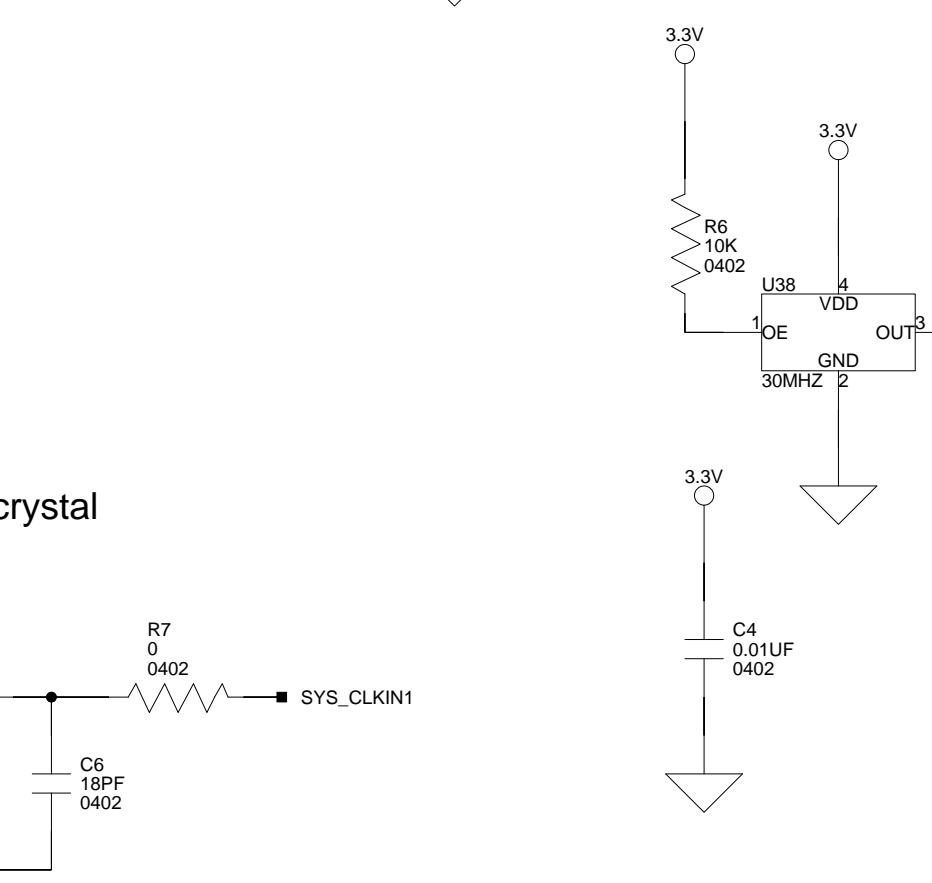 3.3V
3.3V
R6
10K
0402
U38
4
VDD
1
OE
OUT
3
GND
30MHZ
2
3.3V
crystal
C4
0.01UF
0402
R7
0
0402
SYS_CLKIN1
C6
18PF
0402